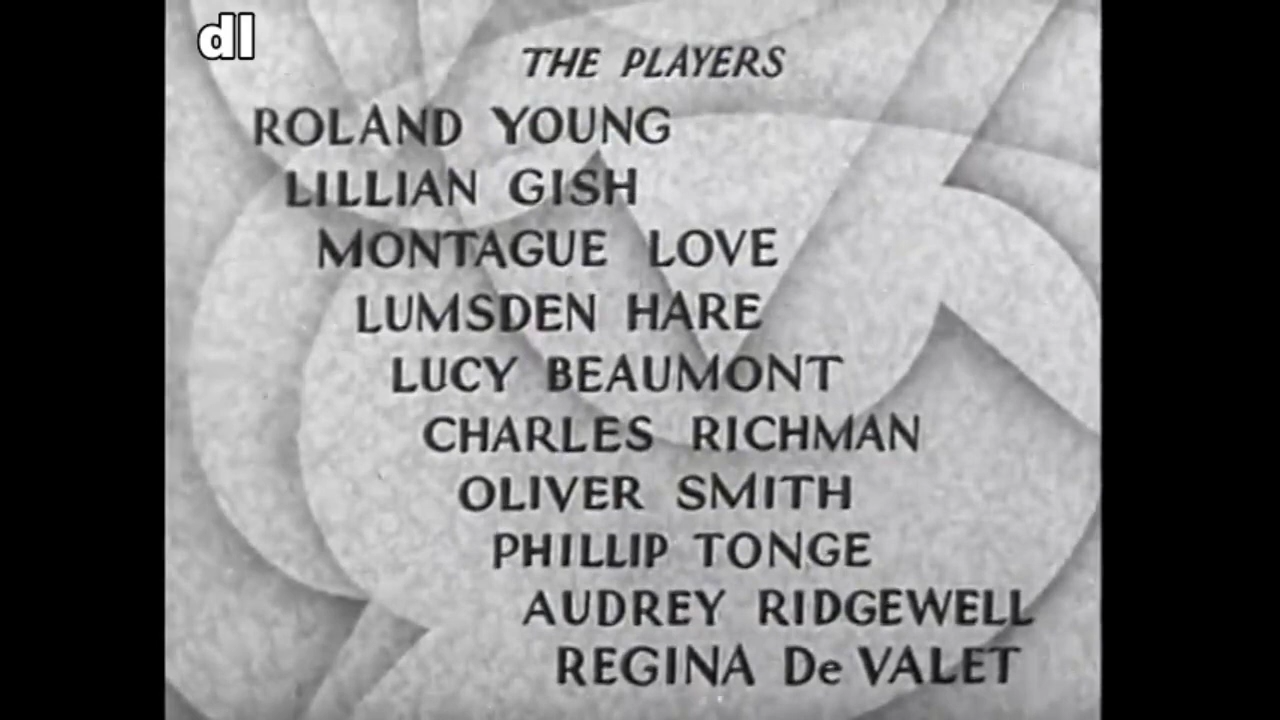 dl
THE PLAYERS
ROLAND YOUNG
LILLIAN GISH
MONTAGUE LOVE
LUMSDEN HARE
LUCY BEAUMONT
CHARLES RICHMAN
OLIVER SMITH
PHILLIP TONGE
AUDREY RIDGEWELL
REGINA De VALET